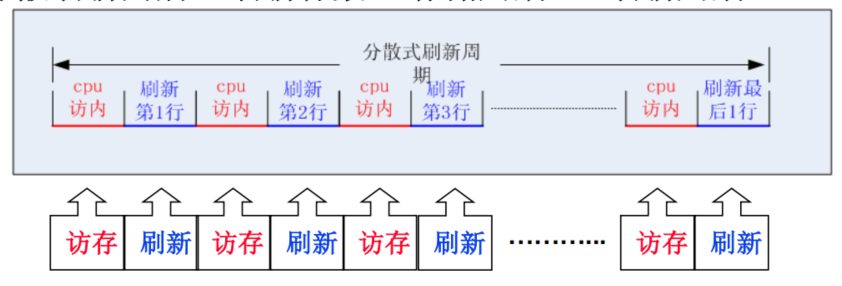 分散式刷新周
期
cpu 刷新 cpu 刷新 cpu 刷新 cpu 刷新最
访内 第1行 访内 第2行 访内 第3行 访内 后1行
访存 刷新 访存 刷新 访存 刷新 ………… 访存 刷新